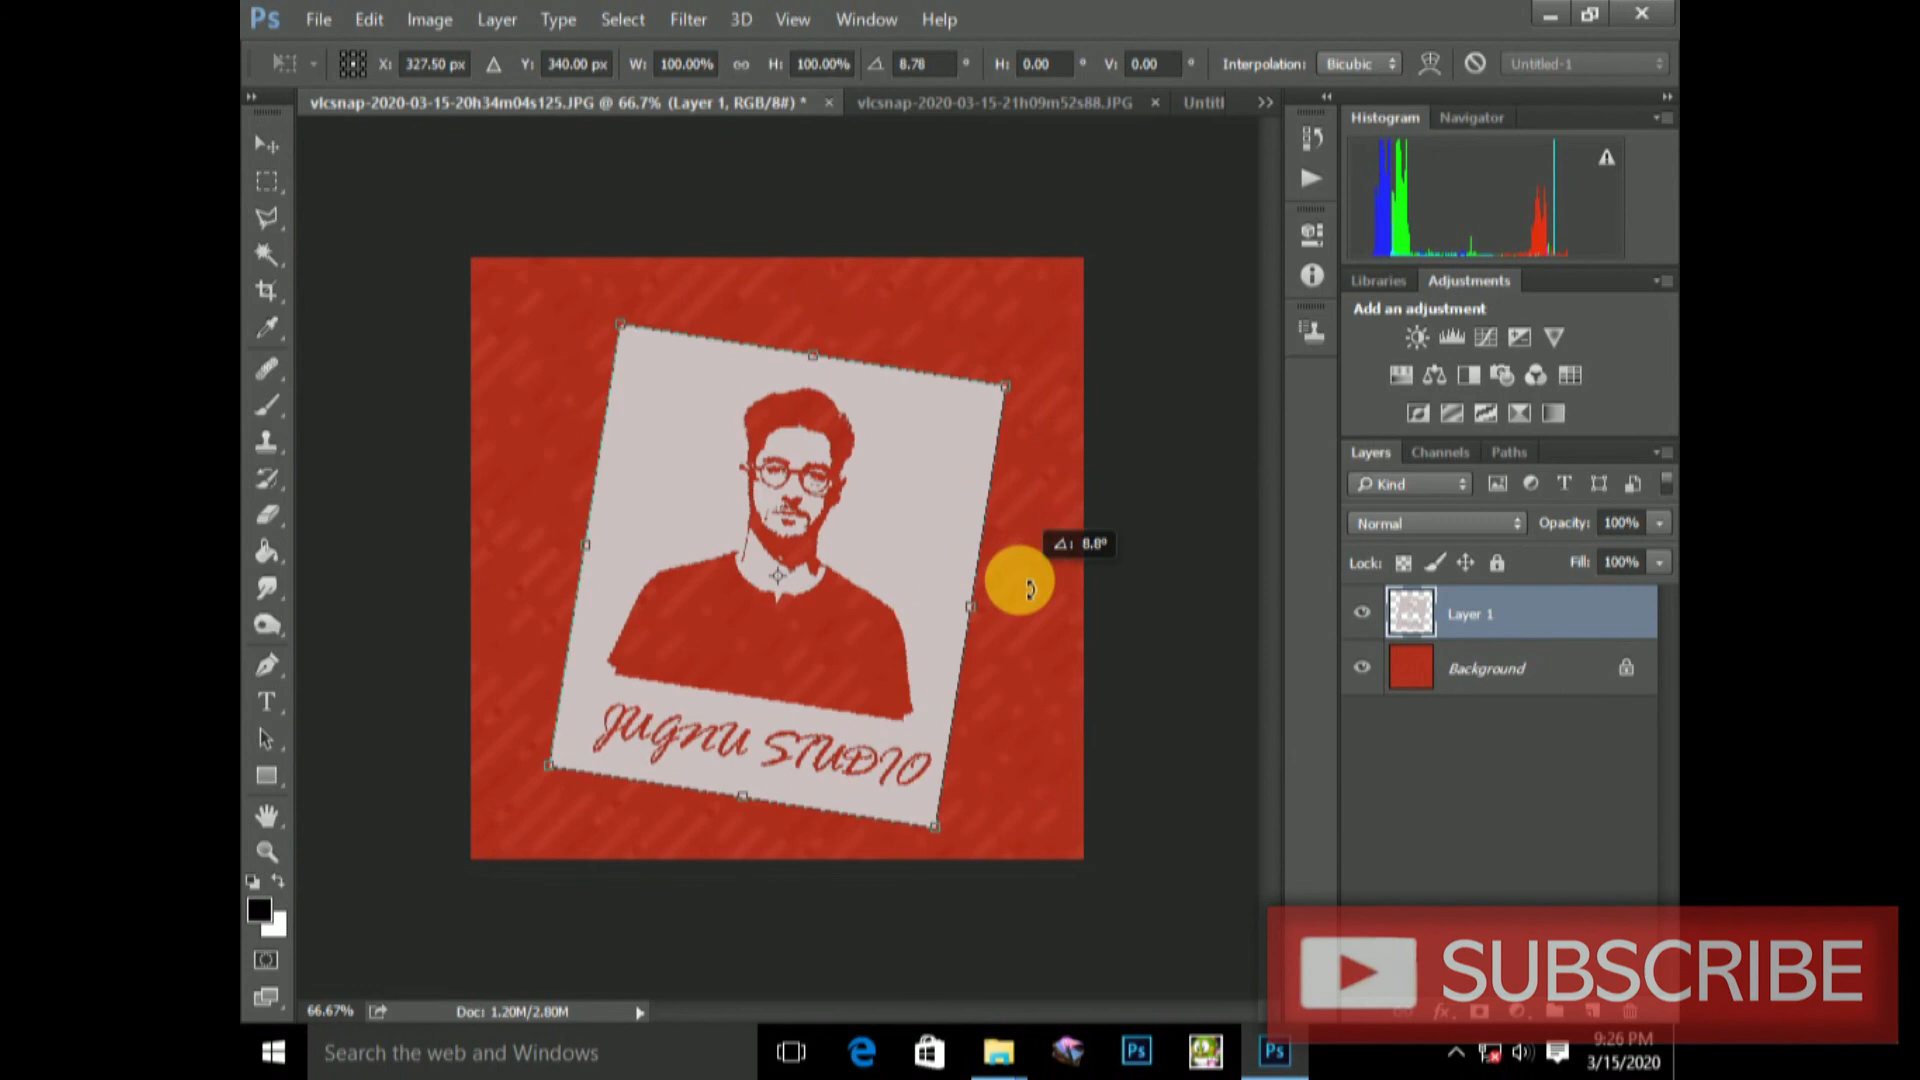 Ps File Edit Image Layer Type Select Filter 3D View Window Help
X: 327.50 px Y: 340.00 px W: 100.00% H: 100.00% 8.78 ° H: 0.00 ° V: 0.00 ° Interpolation: Bicubic Untitled-1
vlcsnap-2020-03-15-20h34m04s125.JPG @ 66.7% (Layer 1, RGB/8#) * × vlcsnap-2020-03-15-21h09m52s88.JPG × Untitl
Histogram Navigator
Libraries Adjustments
Add an adjustment
Layers Channels Paths
Kind
Normal Opacity: 100%
Lock: Fill: 100%
Layer 1
Background
8.8°
JUGNU STUDIO
SUBSCRIBE
66.67% Doc: 1.20M/2.80M
Search the web and Windows
Ps
Ps
9:26 PM
3/15/2020